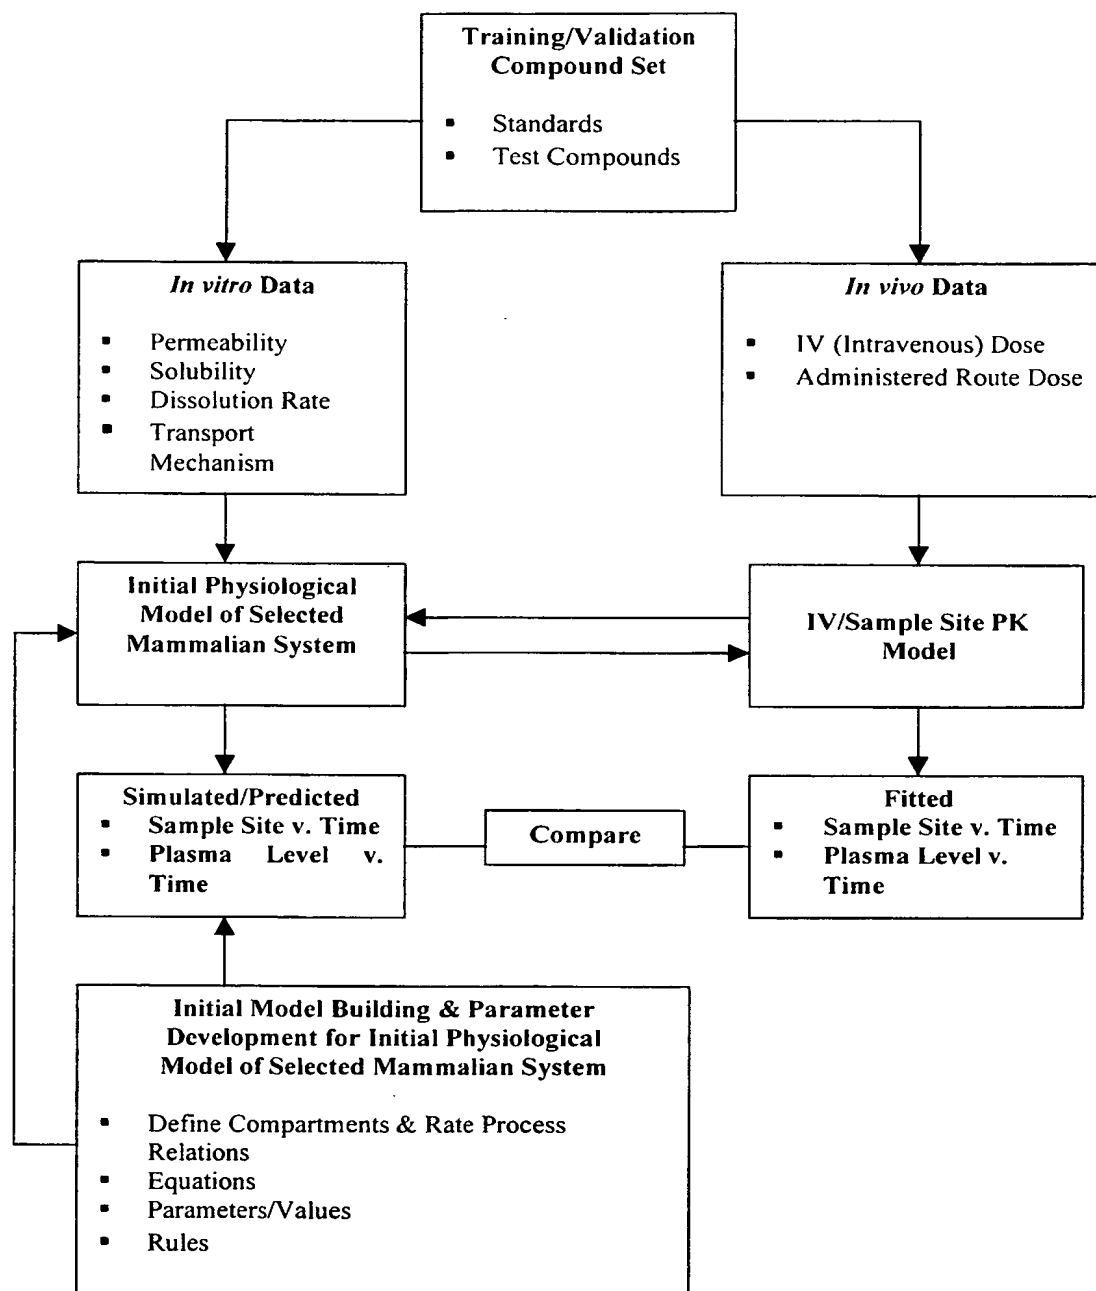 Training/Validation
Compound Set
▪ Standards
▪ Test Compounds
In vitro Data
▪ Permeability
▪ Solubility
▪ Dissolution Rate
▪ Transport
Mechanism
In vivo Data
▪ IV (Intravenous) Dose
▪ Administered Route Dose
Initial Physiological
Model of Selected
Mammalian System
IV/Sample Site PK
Model
Simulated/Predicted
▪ Sample Site v. Time
▪ Plasma Level v.
Time
Compare
Fitted
▪ Sample Site v. Time
▪ Plasma Level v.
Time
Initial Model Building & Parameter
Development for Initial Physiological
Model of Selected Mammalian System
▪ Define Compartments & Rate Process
Relations
▪ Equations
▪ Parameters/Values
▪ Rules